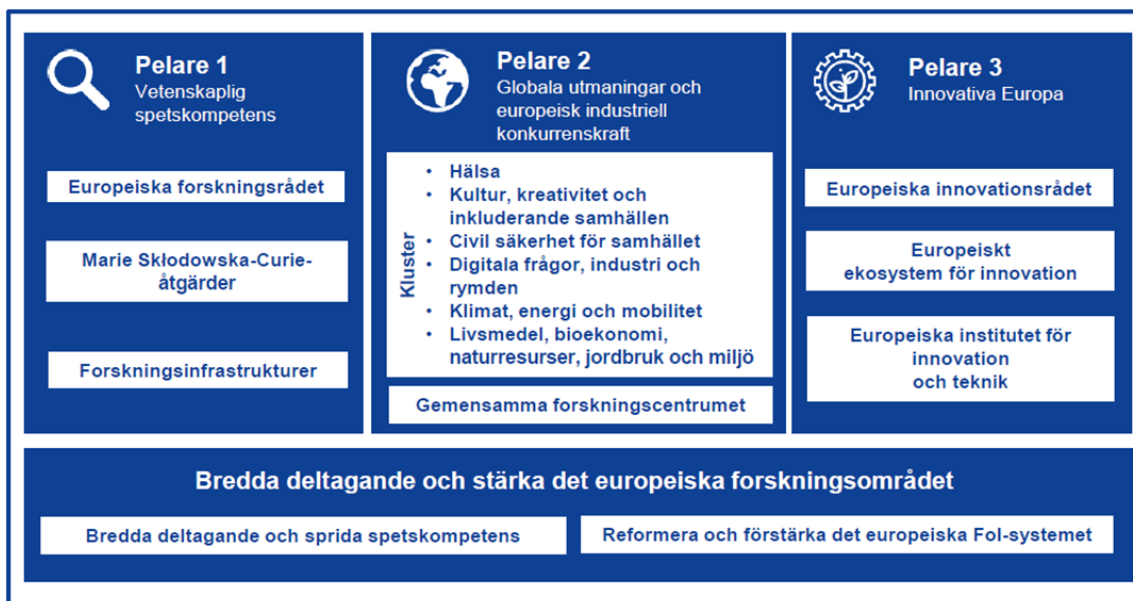 Pelare 1
Vetenskaplig
spetskompetens
Europeiska forskningsrådet
Marie Skłodowska-Curie-
åtgärder
Forskningsinfrastrukturer
Pelare 2
Globala utmaningar och
europeisk industriell
konkurrenskraft
Kluster
• Hälsa
• Kultur, kreativitet och
inkluderande samhällen
• Civil säkerhet för samhället
• Digitala frågor, industri och
rymden
• Klimat, energi och mobilitet
• Livsmedel, bioekonomi,
naturresurser, jordbruk och miljö
Gemensamma forskningscentrumet
Pelare 3
Innovativa Europa
Europeiska innovationsrådet
Europeiskt
ekosystem för innovation
Europeiska institutet för
innovation
och teknik
Bredda deltagande och stärka det europeiska forskningsområdet
Bredda deltagande och sprida spetskompetens
Reformera och förstärka det europeiska FoI-systemet